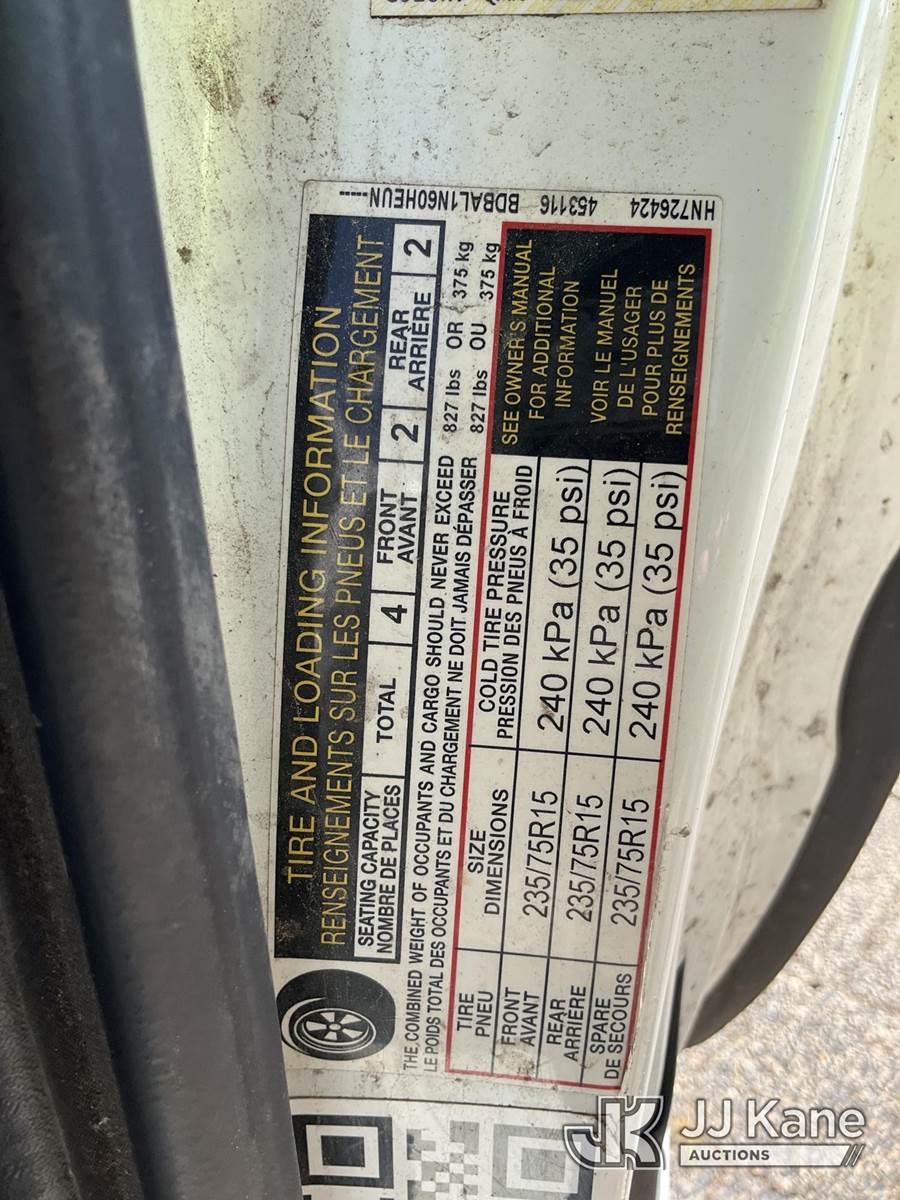 TIRE AND LOADING INFORMATION
RENSEIGNEMENTS SUR LES PNEUS ET LE CHARGEMENT
SEATING CAPACITY
NOMBRE DE PLACES
TOTAL 4
FRONT
AVANT
2
REAR
ARRIÈRE
2
THE COMBINED WEIGHT OF OCCUPANTS AND CARGO SHOULD NEVER EXCEED 827 lbs OR 375 kg
LE POIDS TOTAL DES OCCUPANTS ET DU CHARGEMENT NE DOIT JAMAIS DÉPASSER 827 lbs OU 375 kg
TIRE
PNEU
SIZE
DIMENSIONS
COLD TIRE PRESSURE
PRESSION DES PNEUS À FROID
FRONT
AVANT
235/75R15 240 kPa (35 psi)
REAR
ARRIÈRE
235/75R15 240 kPa (35 psi)
SPARE
DE SECOURS
235/75R15 240 kPa (35 psi)
SEE OWNER'S MANUAL
FOR ADDITIONAL
INFORMATION
VOIR LE MANUEL
DE L'USAGER
POUR PLUS DE
RENSEIGNEMENTS
HN726424 453116 BDBAL1N60HEUN-----
JK JJ Kane
AUCTIONS